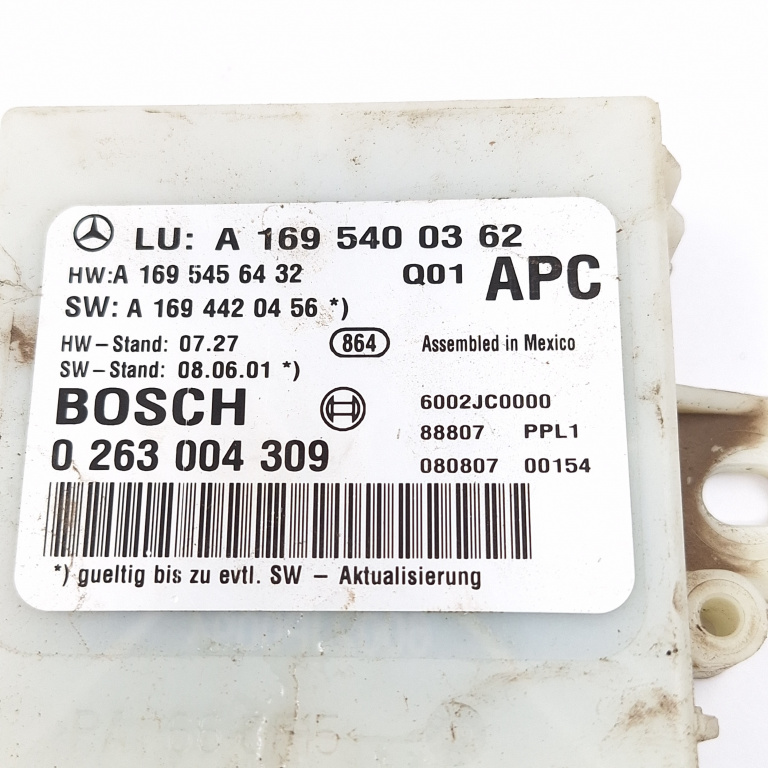 LU: A 169 540 03 62
HW:A 169 545 64 32 Q01 APC
SW: A 169 442 04 56 *)
HW-Stand: 07.27 864 Assembled in Mexico
SW-Stand: 08.06.01 *)
BOSCH 6002JC0000
88807 PPL1
0 263 004 309 080807 00154
*) gueltig bis zu evtl. SW - Aktualisierung